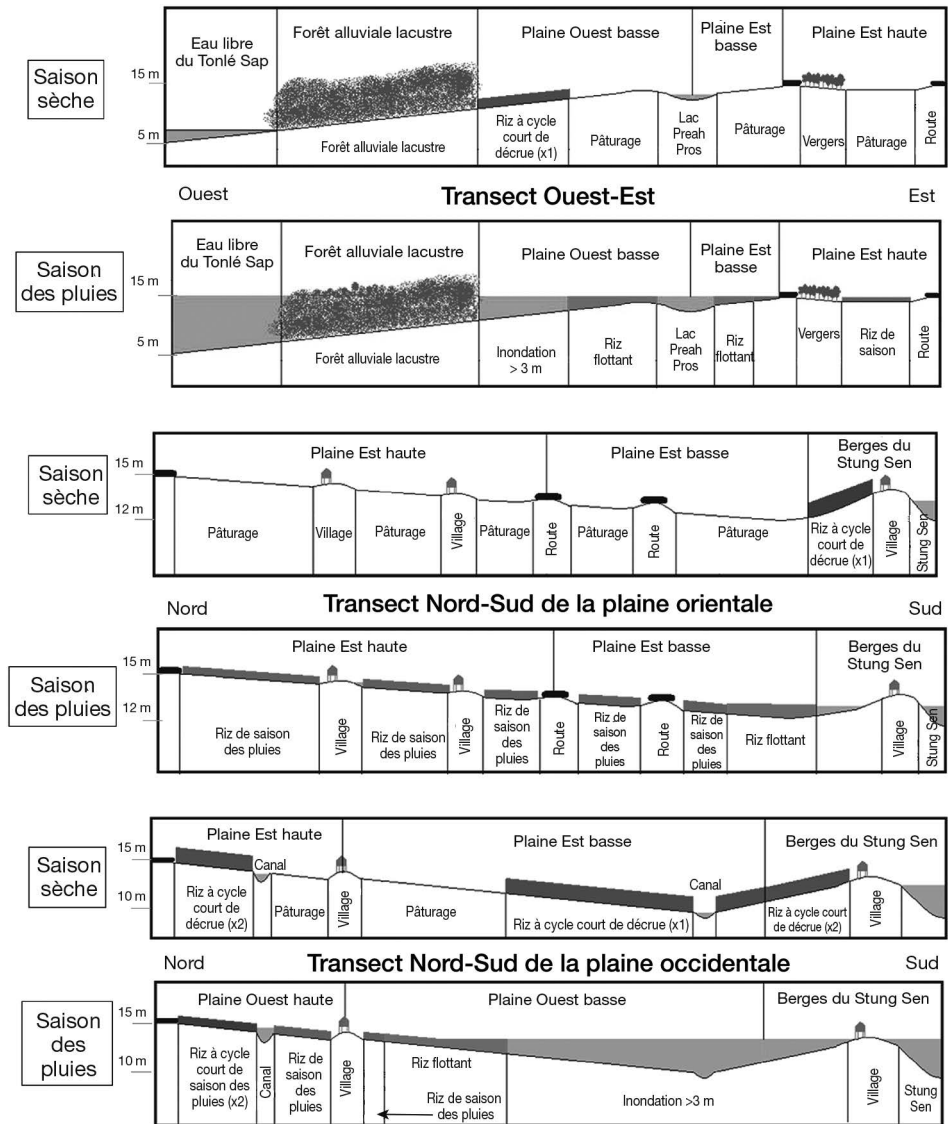 Saison
sèche
15 m
5 m
Eau libre
du Tonlé Sap
Forêt alluviale lacustre
Plaine Ouest basse
Plaine Est
basse
Plaine Est haute
Forêt alluviale lacustre
Riz à cycle
court de
décrue (x1)
Pâturage
Lac
Preah
Pros
Pâturage
Vergers
Pâturage
Route
Ouest
Transect Ouest-Est
Est
Saison
des pluies
15 m
5 m
Eau libre
du Tonlé Sap
Forêt alluviale lacustre
Plaine Ouest basse
Plaine Est
basse
Plaine Est haute
Forêt alluviale lacustre
Inondation
> 3 m
Riz
flottant
Lac
Preah
Pros
Riz
flottant
Vergers
Riz de
saison
Route
Saison
sèche
15 m
12 m
Plaine Est haute
Plaine Est basse
Berges du
Stung Sen
Pâturage
Village
Pâturage
Village
Pâturage
Route
Pâturage
Route
Pâturage
Riz à cycle
court de
décrue (x1)
Village
Stung Sen
Nord
Transect Nord-Sud de la plaine orientale
Sud
Saison
des pluies
15 m
12 m
Plaine Est haute
Plaine Est basse
Berges du
Stung Sen
Riz de saison
des pluies
Village
Riz de saison
des pluies
Village
Riz de
saison
des
pluies
Route
Riz de
saison
des
pluies
Route
Riz de
saison
des
pluies
Riz flottant
Village
Stung Sen
Saison
sèche
15 m
10 m
Plaine Est haute
Plaine Est basse
Berges du Stung Sen
Riz à cycle
court de
décrue (x2)
Canal
Pâturage
Village
Pâturage
Riz à cycle court de décrue (x1)
Canal
Riz à cycle court
de décrue (x2)
Village
Nord
Transect Nord-Sud de la plaine occidentale
Sud
Saison
des
pluies
15 m
10 m
Plaine Ouest haute
Plaine Ouest basse
Berges du Stung Sen
Riz à cycle
court de
saison des
pluies (x2)
Canal
Riz de
saison
des
pluies
Village
Riz flottant
Riz de saison
des pluies
Inondation >3 m
Village
Stung
Sen